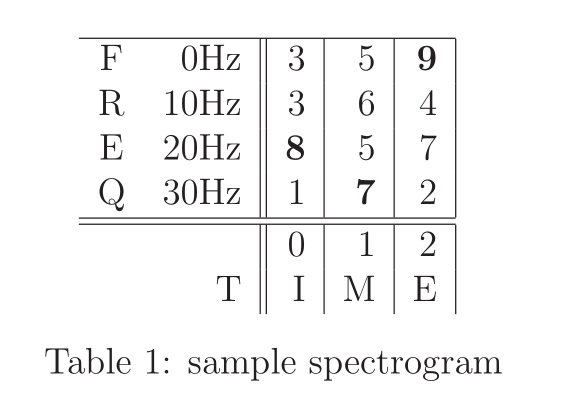 F 0Hz 3 5 9
R 10Hz 3 6 4
E 20Hz 8 5 7
Q 30Hz 1 7 2
0 1 2
T I M E
Table 1: sample spectrogram